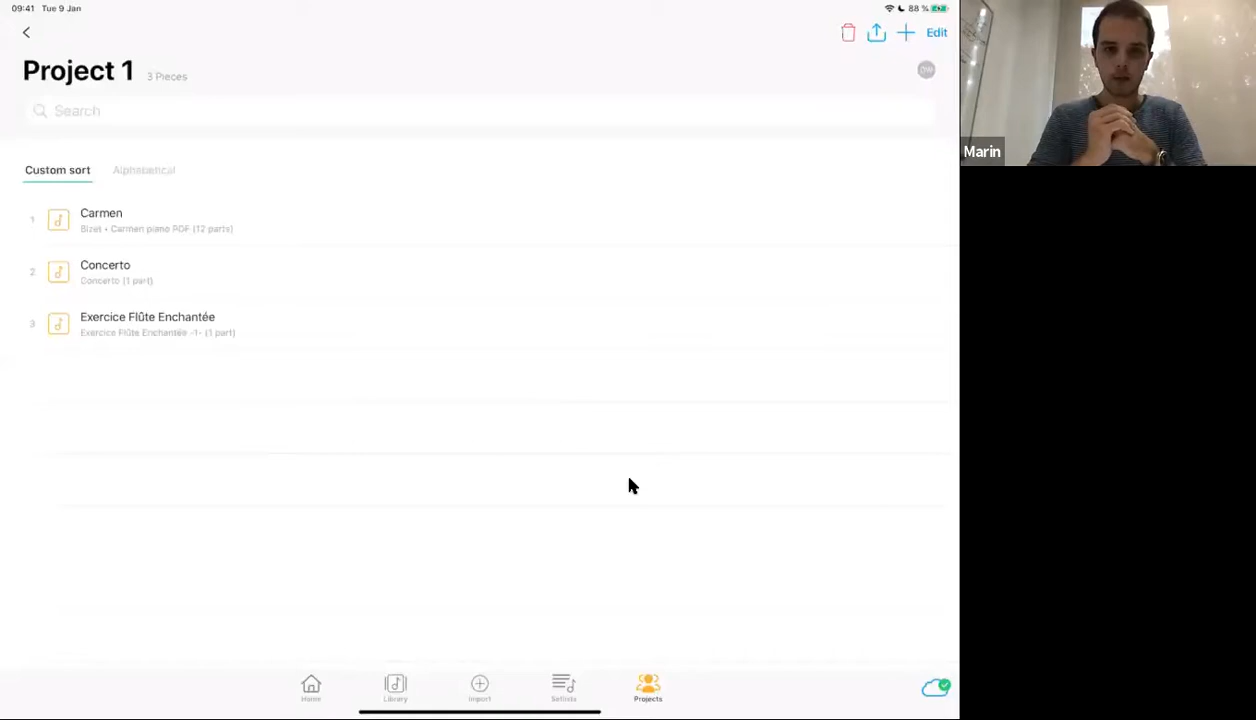 09:41 Tue 9 Jan
88 %
Edit
Project 1
3 Pieces
OW
Search
Custom sort
Alphabetical
1
Carmen
Bizet • Carmen piano PDF (12 parts)
2
Concerto
Concerto (1 part)
3
Exercice Flûte Enchantée
Exercice Flûte Enchantée -1- (1 part)
Home
Library
Import
Setlists
Projects
Marin